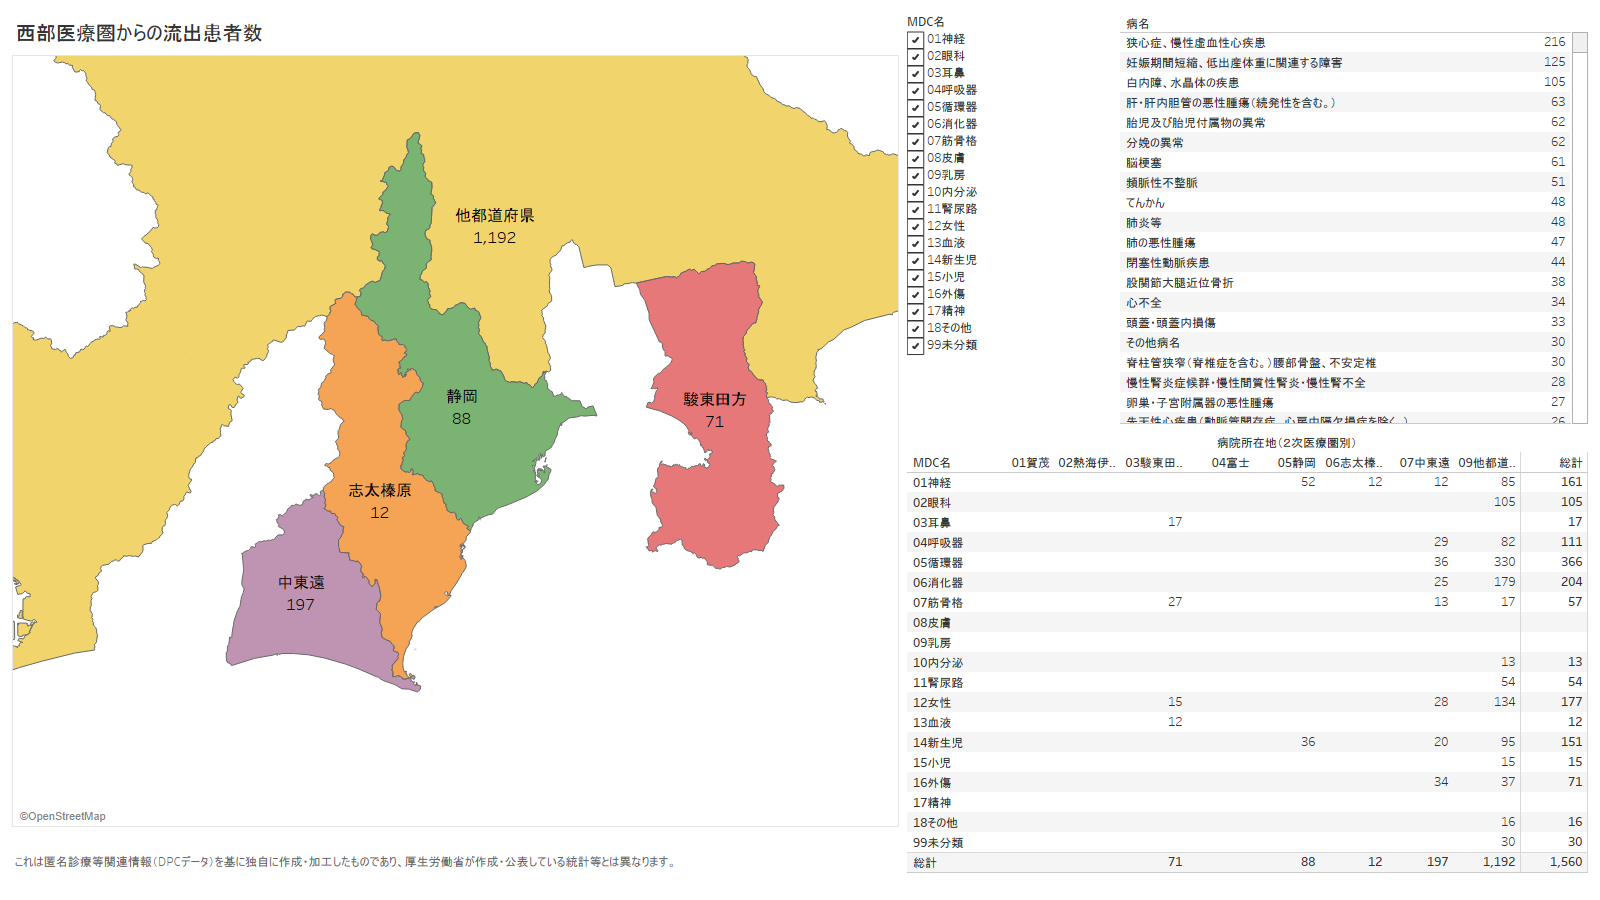 西部医療圏からの流出患者数
他都道府県
1,192
静岡
88
駿東田方
71
志太榛原
12
中東遠
197
©OpenStreetMap
これは匿名診療等関連情報（DPCデータ）を基に独自に作成・加工したものであり、厚生労働省が作成・公表している統計等とは異なります。
MDC名
01神経
02眼科
03耳鼻
04呼吸器
05循環器
06消化器
07筋骨格
08皮膚
09乳房
10内分泌
11腎尿路
12女性
13血液
14新生児
15小児
16外傷
17精神
18その他
99未分類
病名
狭心症、慢性虚血性心疾患 216
妊娠期間短縮、低出産体重に関連する障害 125
白内障、水晶体の疾患 105
肝・肝内胆管の悪性腫瘍（続発性を含む。） 63
胎児及び胎児付属物の異常 62
分娩の異常 62
脳梗塞 61
頻脈性不整脈 51
てんかん 48
肺炎等 48
肺の悪性腫瘍 47
閉塞性動脈疾患 44
股関節大腿近位骨折 38
心不全 34
頭蓋・頭蓋内損傷 33
その他病名 30
脊柱管狭窄（脊椎症を含む。）腰部骨盤、不安定椎 30
慢性腎炎症候群・慢性間質性腎炎・慢性腎不全 28
卵巣・子宮附属器の悪性腫瘍 27
先天性心疾患（動脈管開存症、心房中隔欠損症を除く。） 26
病院所在地（２次医療圏別）
MDC名 01賀茂 02熱海伊.. 03駿東田.. 04富士 05静岡 06志太榛.. 07中東遠 09他都道.. 総計
01神経 52 12 12 85 161
02眼科 105 105
03耳鼻 17 17
04呼吸器 29 82 111
05循環器 36 330 366
06消化器 25 179 204
07筋骨格 27 13 17 57
08皮膚
09乳房
10内分泌 13 13
11腎尿路 54 54
12女性 15 28 134 177
13血液 12 12
14新生児 36 20 95 151
15小児 15 15
16外傷 34 37 71
17精神
18その他 16 16
99未分類 30 30
総計 71 88 12 197 1,192 1,560